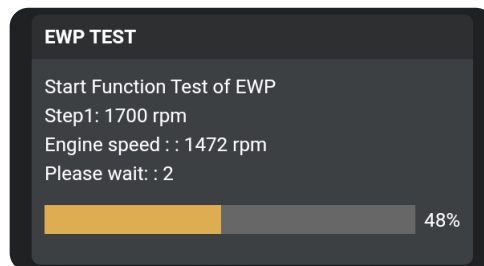 EWP TEST
Start Function Test of EWP
Step1: 1700 rpm
Engine speed : : 1472 rpm
Please wait: : 2
48%